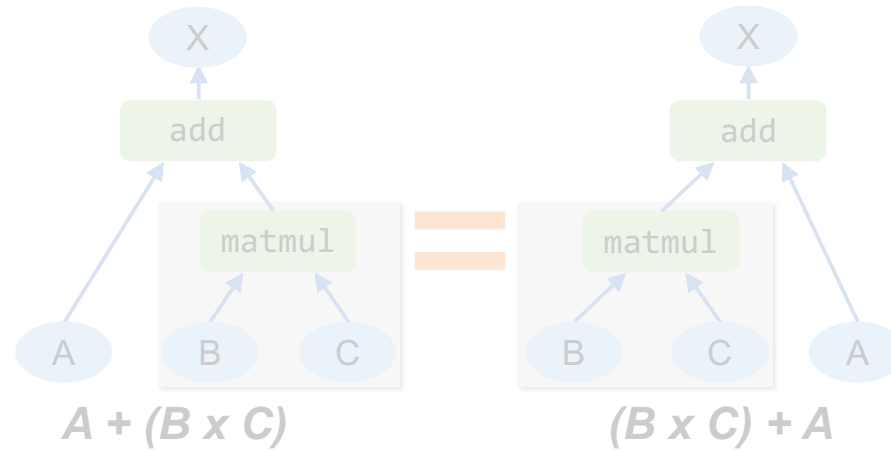 X X
add add
matmul matmul
A B C B C A
A + (B x C) (B x C) + A